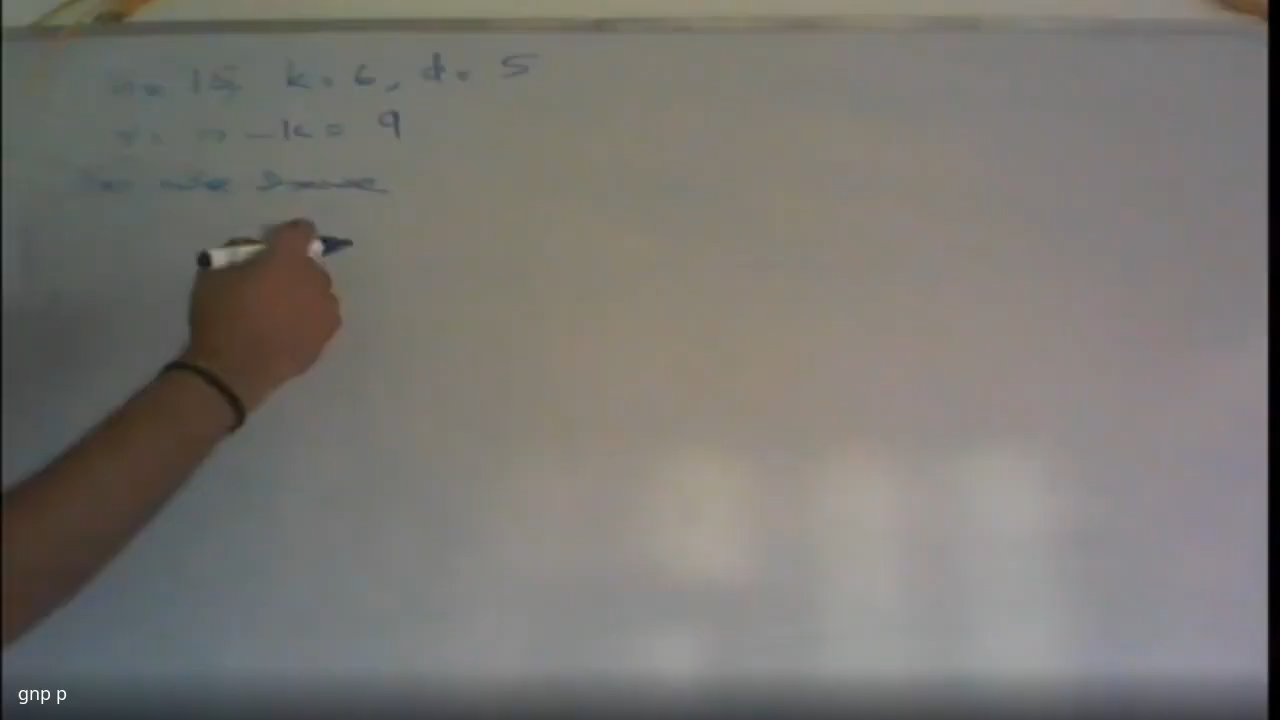 n = 15, k = 6, d = 5
r = n - k = 9
gnp p